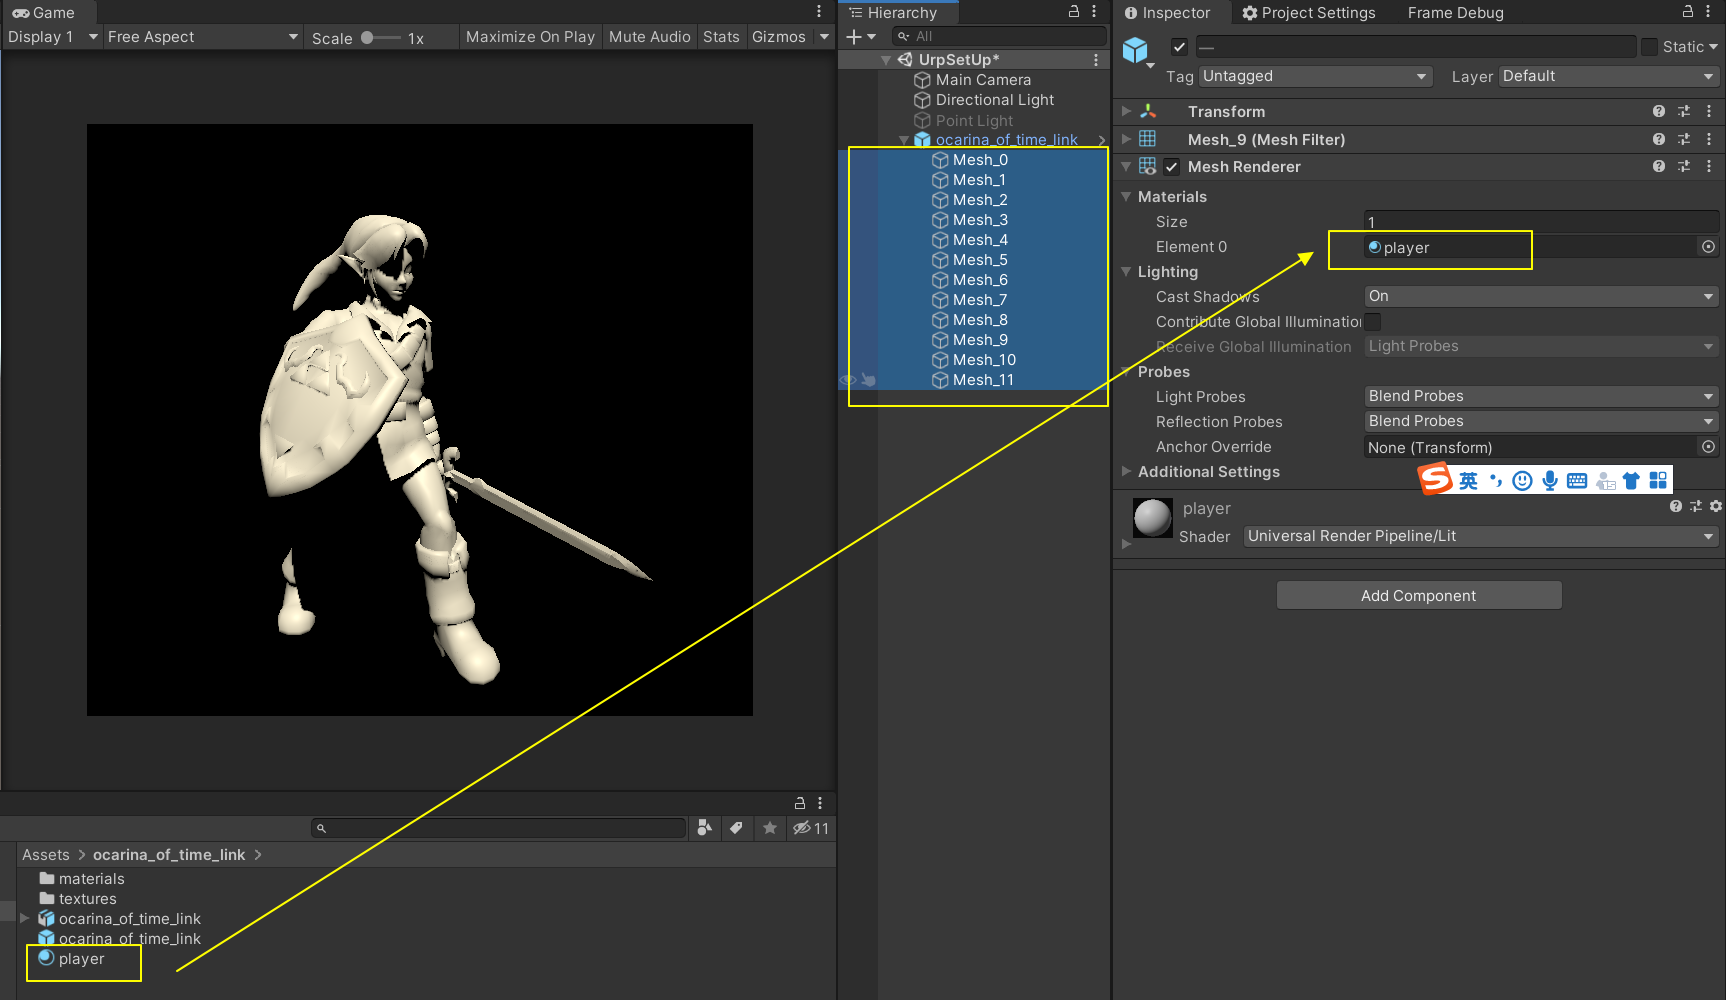 Game
Display 1
Free Aspect
Scale
1x
Maximize On Play
Mute Audio
Stats
Gizmos
11
Assets
ocarina_of_time_link
materials
textures
ocarina_of_time_link
ocarina_of_time_link
player
Hierarchy
All
UrpSetUp*
Main Camera
Directional Light
Point Light
ocarina_of_time_link
Mesh_0
Mesh_1
Mesh_2
Mesh_3
Mesh_4
Mesh_5
Mesh_6
Mesh_7
Mesh_8
Mesh_9
Mesh_10
Mesh_11
Inspector
Project Settings
Frame Debug
—
Static
Tag
Untagged
Layer
Default
Transform
Mesh_9 (Mesh Filter)
Mesh Renderer
Materials
Size
1
Element 0
player
Lighting
Cast Shadows
On
Contribute Global Illumination
Receive Global Illumination
Light Probes
Probes
Light Probes
Blend Probes
Reflection Probes
Blend Probes
Anchor Override
None (Transform)
Additional Settings
S 英
player
Shader
Universal Render Pipeline/Lit
Add Component